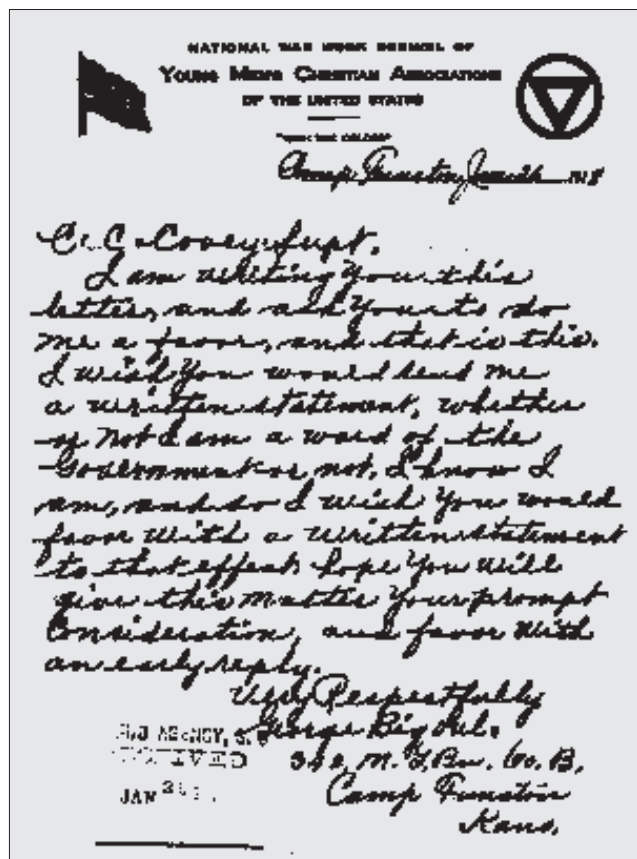 NATIONAL WAR WORK COUNCIL OF
YOUNG MEN'S CHRISTIAN ASSOCIATIONS
OF THE UNITED STATES
"WITH THE COLORS"
Camp Funston, Jan 1918
C. C. Covey, Supt.
I am writing you this
letter, and ask you to do
me a favor, and that is this.
I wish you would send me
a written statement, whether
or not I am a ward of the
Government or not, I know I
am, and so I wish you would
favor with a written statement
to that effect hope you will
give this matter your prompt
consideration, and favor with
an early reply.
Very Respectfully
George Big Owl.
M. G. Bn. Co. B,
Camp Funston
Kans.
AGENCY,
RECEIVED
JAN